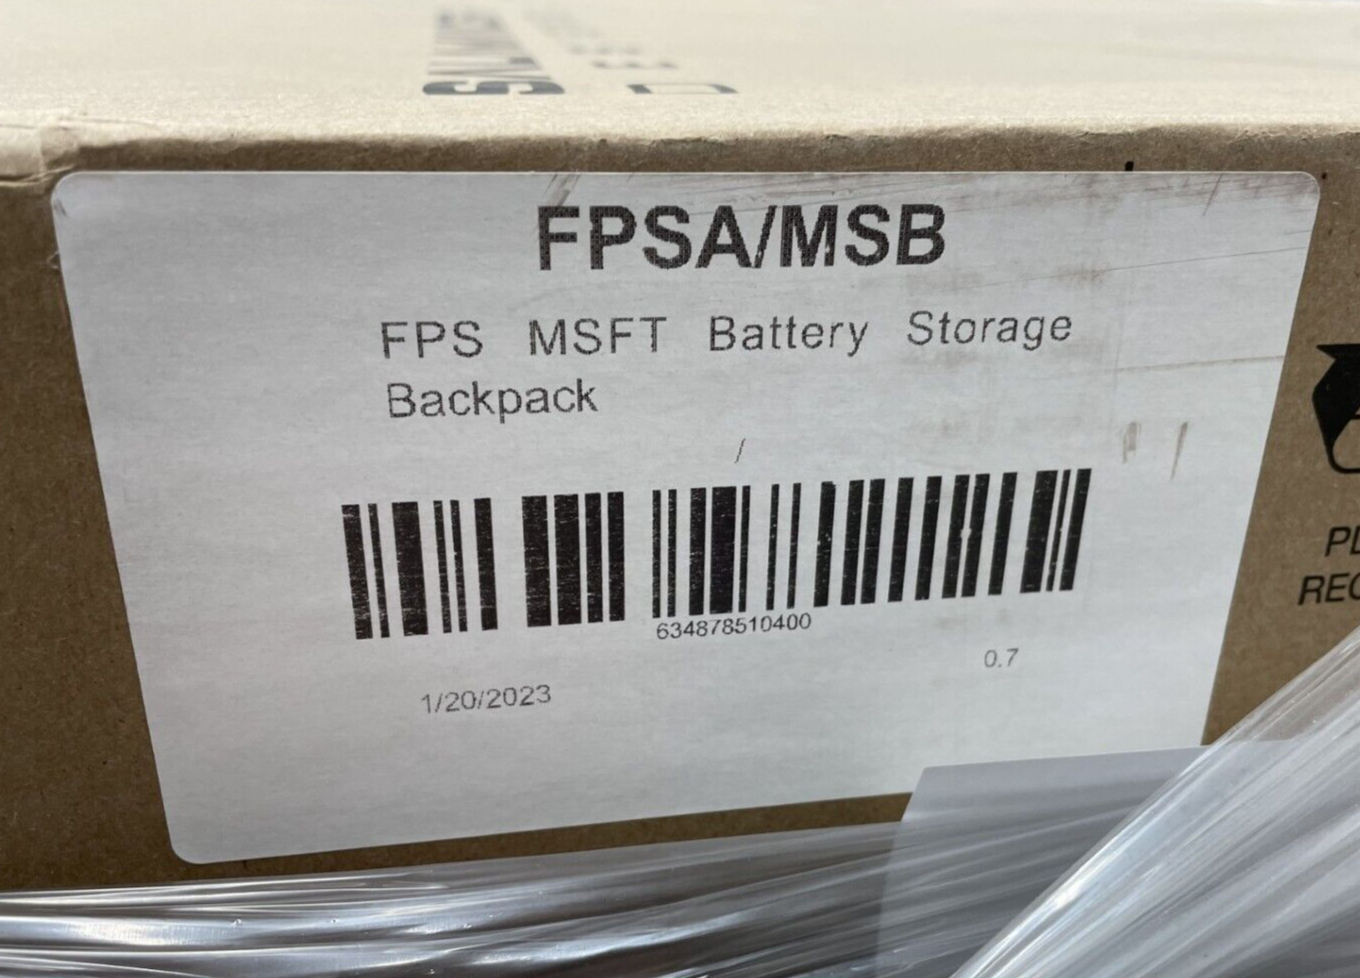 FPSA/MSB
FPS MSFT Battery Storage
Backpack
/
634878510400
0.7
1/20/2023